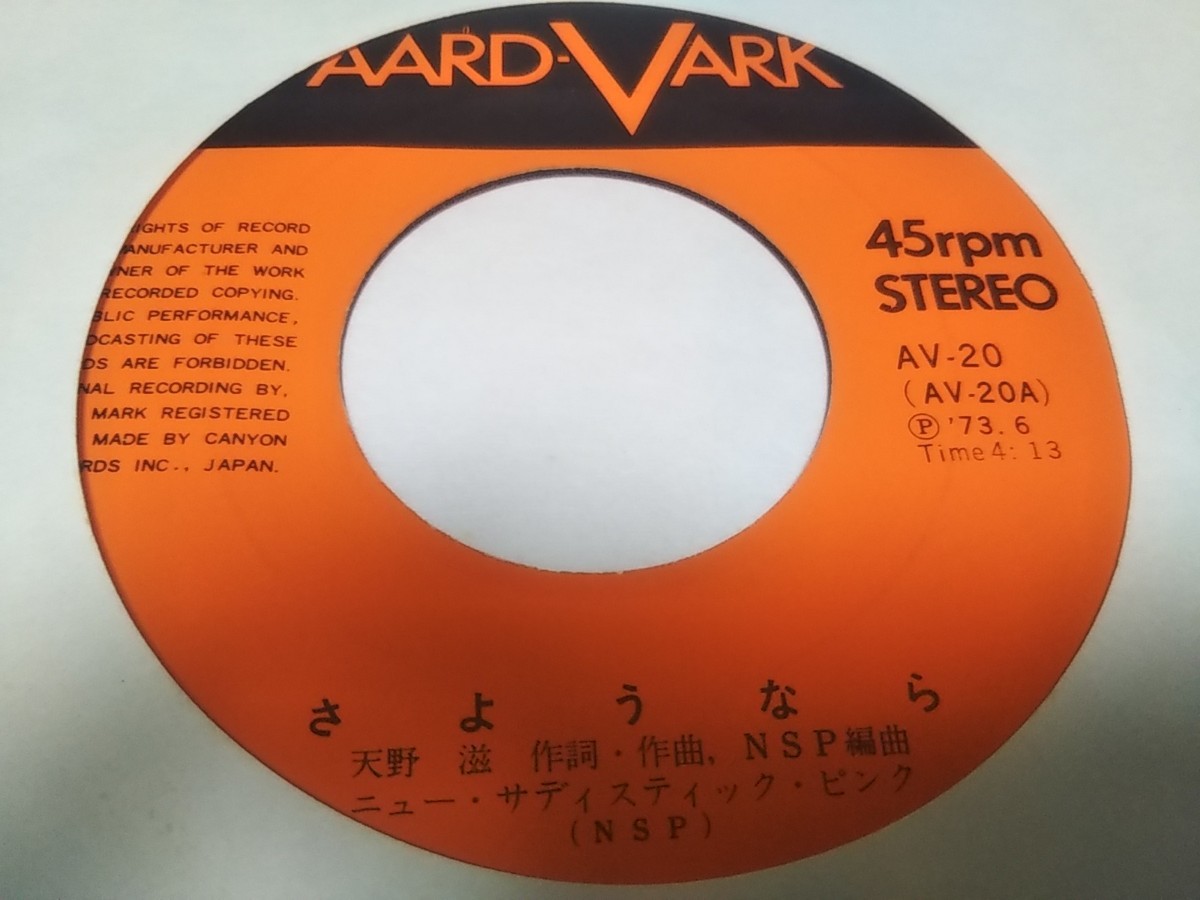 AARD-VARK
IGHTS OF RECORD
ANUFACTURER AND
NER OF THE WORK
RECORDED COPYING.
BLIC PERFORMANCE,
DCASTING OF THESE
DS ARE FORBIDDEN.
NAL RECORDING BY,
MARK REGISTERED
MADE BY CANYON
RDS INC., JAPAN.
45rpm
STEREO
AV-20
(AV-20A)
Ⓟ '73.6
Time 4:13
さようなら
天野 滋 作詞・作曲, NSP編曲
ニュー・サディスティック・ピンク
(NSP)